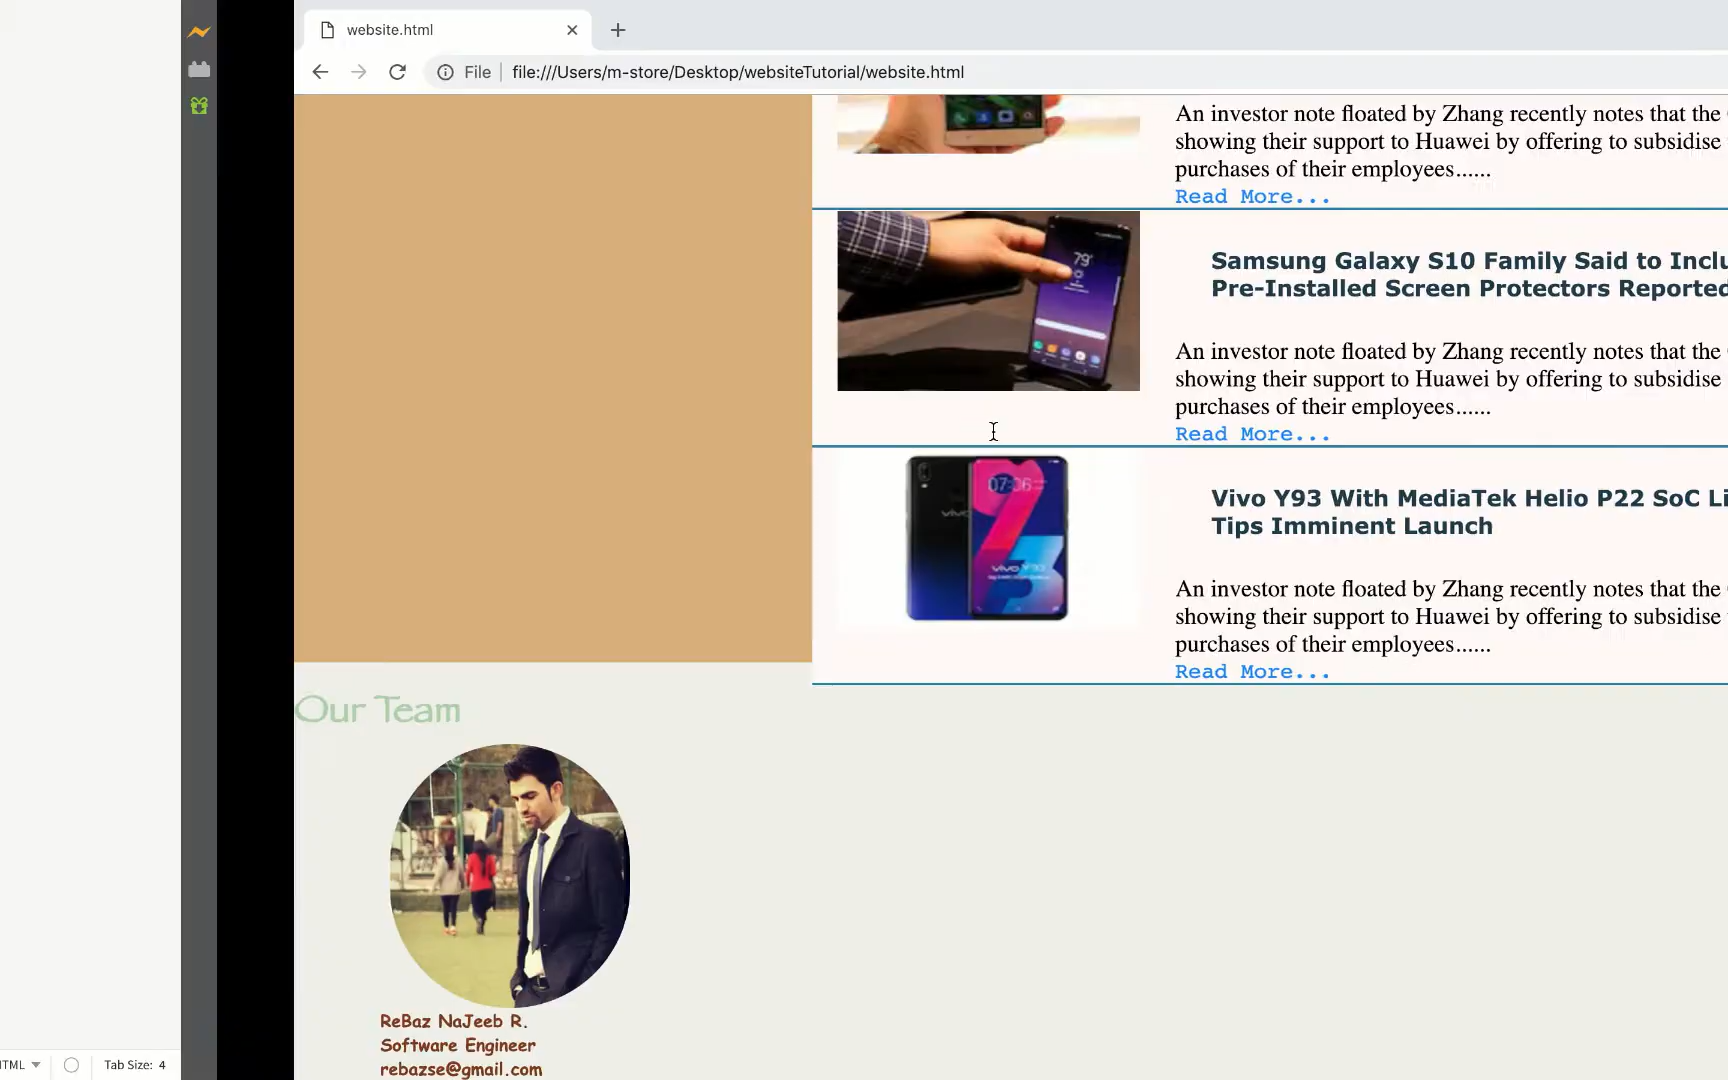 website.html
File
file:///Users/m-store/Desktop/websiteTutorial/website.html
An investor note floated by Zhang recently notes that the
showing their support to Huawei by offering to subsidise
purchases of their employees......
Read More...
79°
Samsung Galaxy S10 Family Said to Inclu
Pre-Installed Screen Protectors Reported
An investor note floated by Zhang recently notes that the
showing their support to Huawei by offering to subsidise
purchases of their employees......
Read More...
07:06
vivo
vivo Y93
Vivo Y93 With MediaTek Helio P22 SoC Li
Tips Imminent Launch
An investor note floated by Zhang recently notes that the
showing their support to Huawei by offering to subsidise
purchases of their employees......
Read More...
Our Team
ReBaz NaJeeb R.
Software Engineer
rebazse@gmail.com
TML
Tab Size: 4